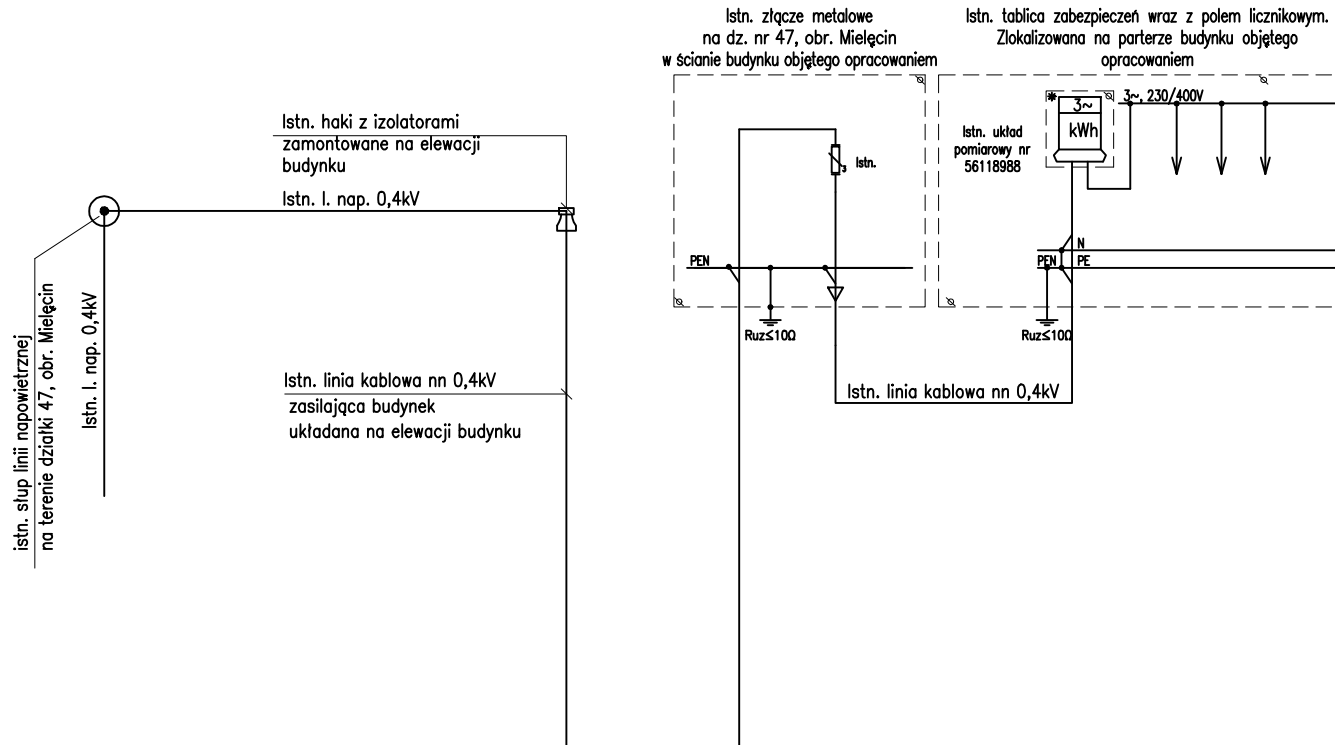 Istn. złącze metalowe
na dz. nr 47, obr. Mielęcin
w ścianie budynku objętego opracowaniem
Istn. tablica zabezpieczeń wraz z polem licznikowym.
Zlokalizowana na parterze budynku objętego
opracowaniem
Istn. haki z izolatorami
zamontowane na elewacji
budynku
Istn. l. nap. 0,4kV
istn. słup linii napowietrznej
na terenie działki 47, obr. Mielęcin
Istn. l. nap. 0,4kV
Istn. linia kablowa nn 0,4kV
zasilająca budynek
układana na elewacji budynku
Istn.
3
PEN
Ruz≤10Ω
Istn. układ
pomiarowy nr
56118988
*
3~
kWh
3~, 230/400V
N
PEN
PE
Ruz≤10Ω
Istn. linia kablowa nn 0,4kV